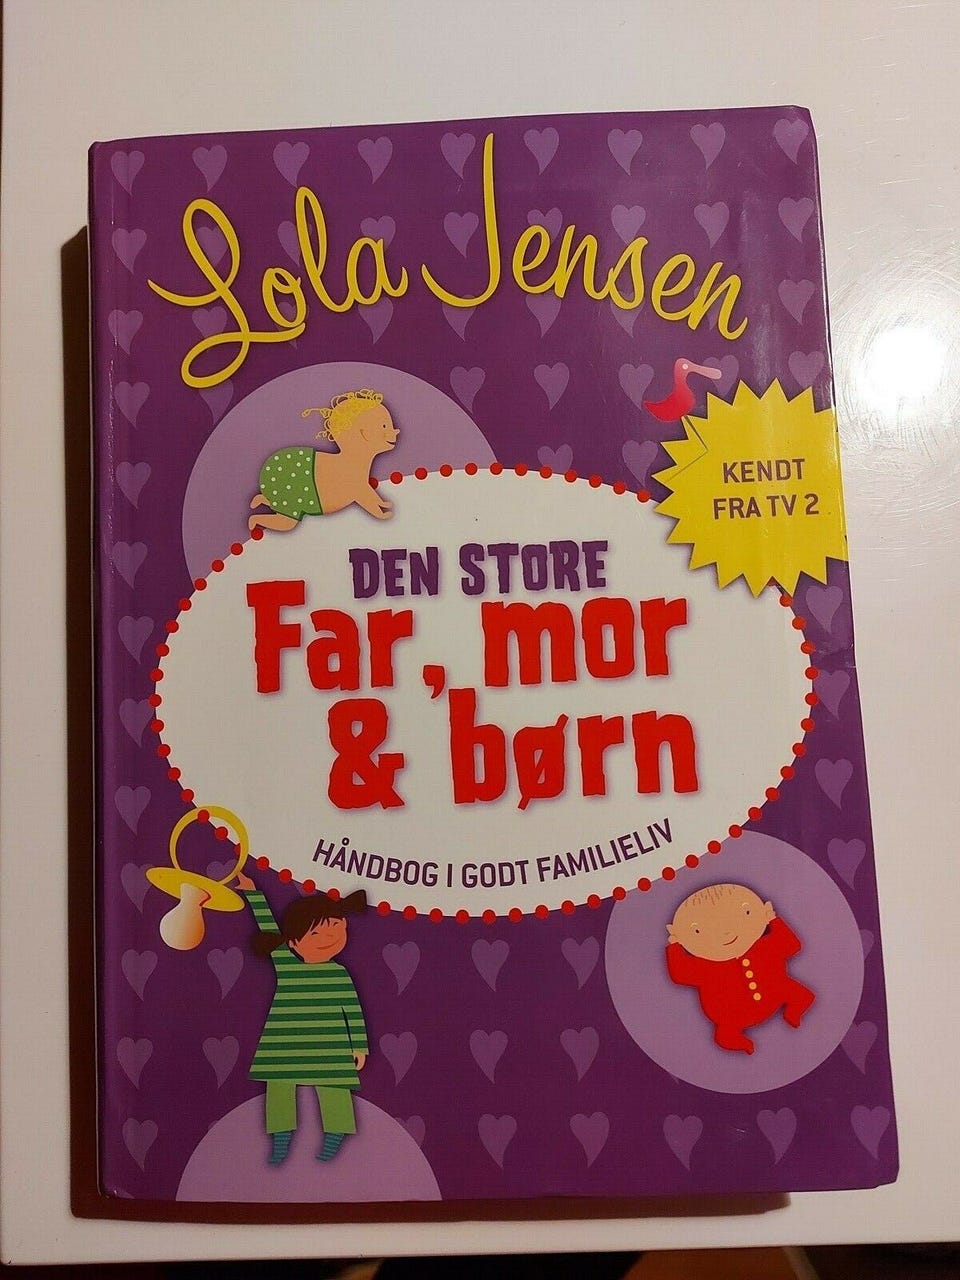 Lola Jensen
KENDT
FRA TV 2
DEN STORE
Far, mor
& børn
HÅNDBOG I GODT FAMILIELIV